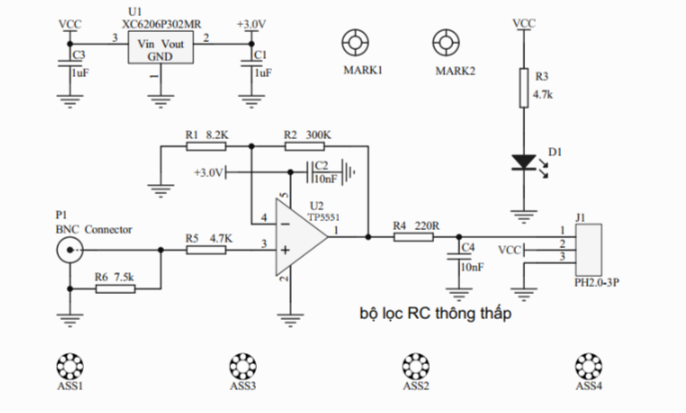 U1
VCC
XC6206P302MR
+3.0V
3
Vin Vout
2
GND
1
C3
1uF
C1
1uF
MARK1
MARK2
VCC
R3
4.7k
D1
R1 8.2K
R2 300K
+3.0V
C2
10nF
5
U2
TP5551
4
3
1
2
P1
BNC Connector
R5 4.7K
R6 7.5k
R4 220R
C4
10nF
J1
1
VCC
2
3
PH2.0-3P
bộ lọc RC thông thấp
ASS1
ASS3
ASS2
ASS4